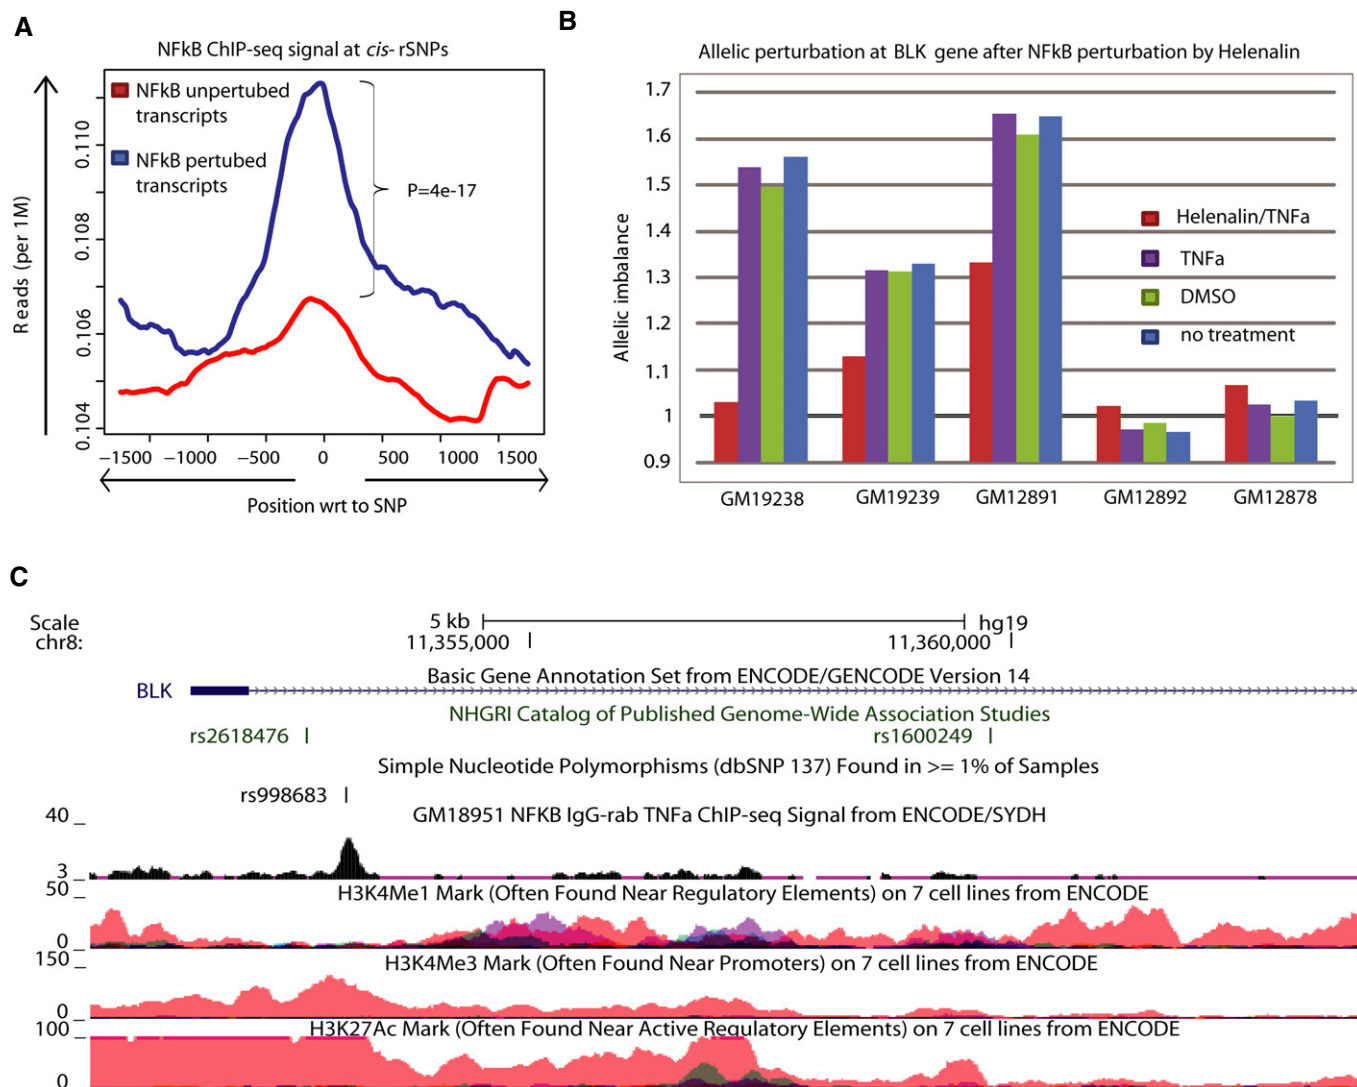 A
NFkB ChIP-seq signal at cis- rSNPs
NFkB unpertubed
transcripts
NFkB pertubed
transcripts
P=4e-17
Reads (per 1M)
0.110
0.108
0.106
0.104
−1500 −1000 −500 0 500 1000 1500
Position wrt to SNP
B
Allelic perturbation at BLK gene after NFkB perturbation by Helenalin
Allelic imbalance
1.7
1.6
1.5
1.4
1.3
1.2
1.1
1
0.9
Helenalin/TNFa
TNFa
DMSO
no treatment
GM19238 GM19239 GM12891 GM12892 GM12878
C
Scale 5 kb hg19
chr8: 11,355,000 11,360,000
Basic Gene Annotation Set from ENCODE/GENCODE Version 14
BLK
NHGRI Catalog of Published Genome-Wide Association Studies
rs2618476 rs1600249
Simple Nucleotide Polymorphisms (dbSNP 137) Found in >= 1% of Samples
rs998683
GM18951 NFKB IgG-rab TNFa ChIP-seq Signal from ENCODE/SYDH
40
3
H3K4Me1 Mark (Often Found Near Regulatory Elements) on 7 cell lines from ENCODE
50
0
H3K4Me3 Mark (Often Found Near Promoters) on 7 cell lines from ENCODE
150
0
H3K27Ac Mark (Often Found Near Active Regulatory Elements) on 7 cell lines from ENCODE
100
0